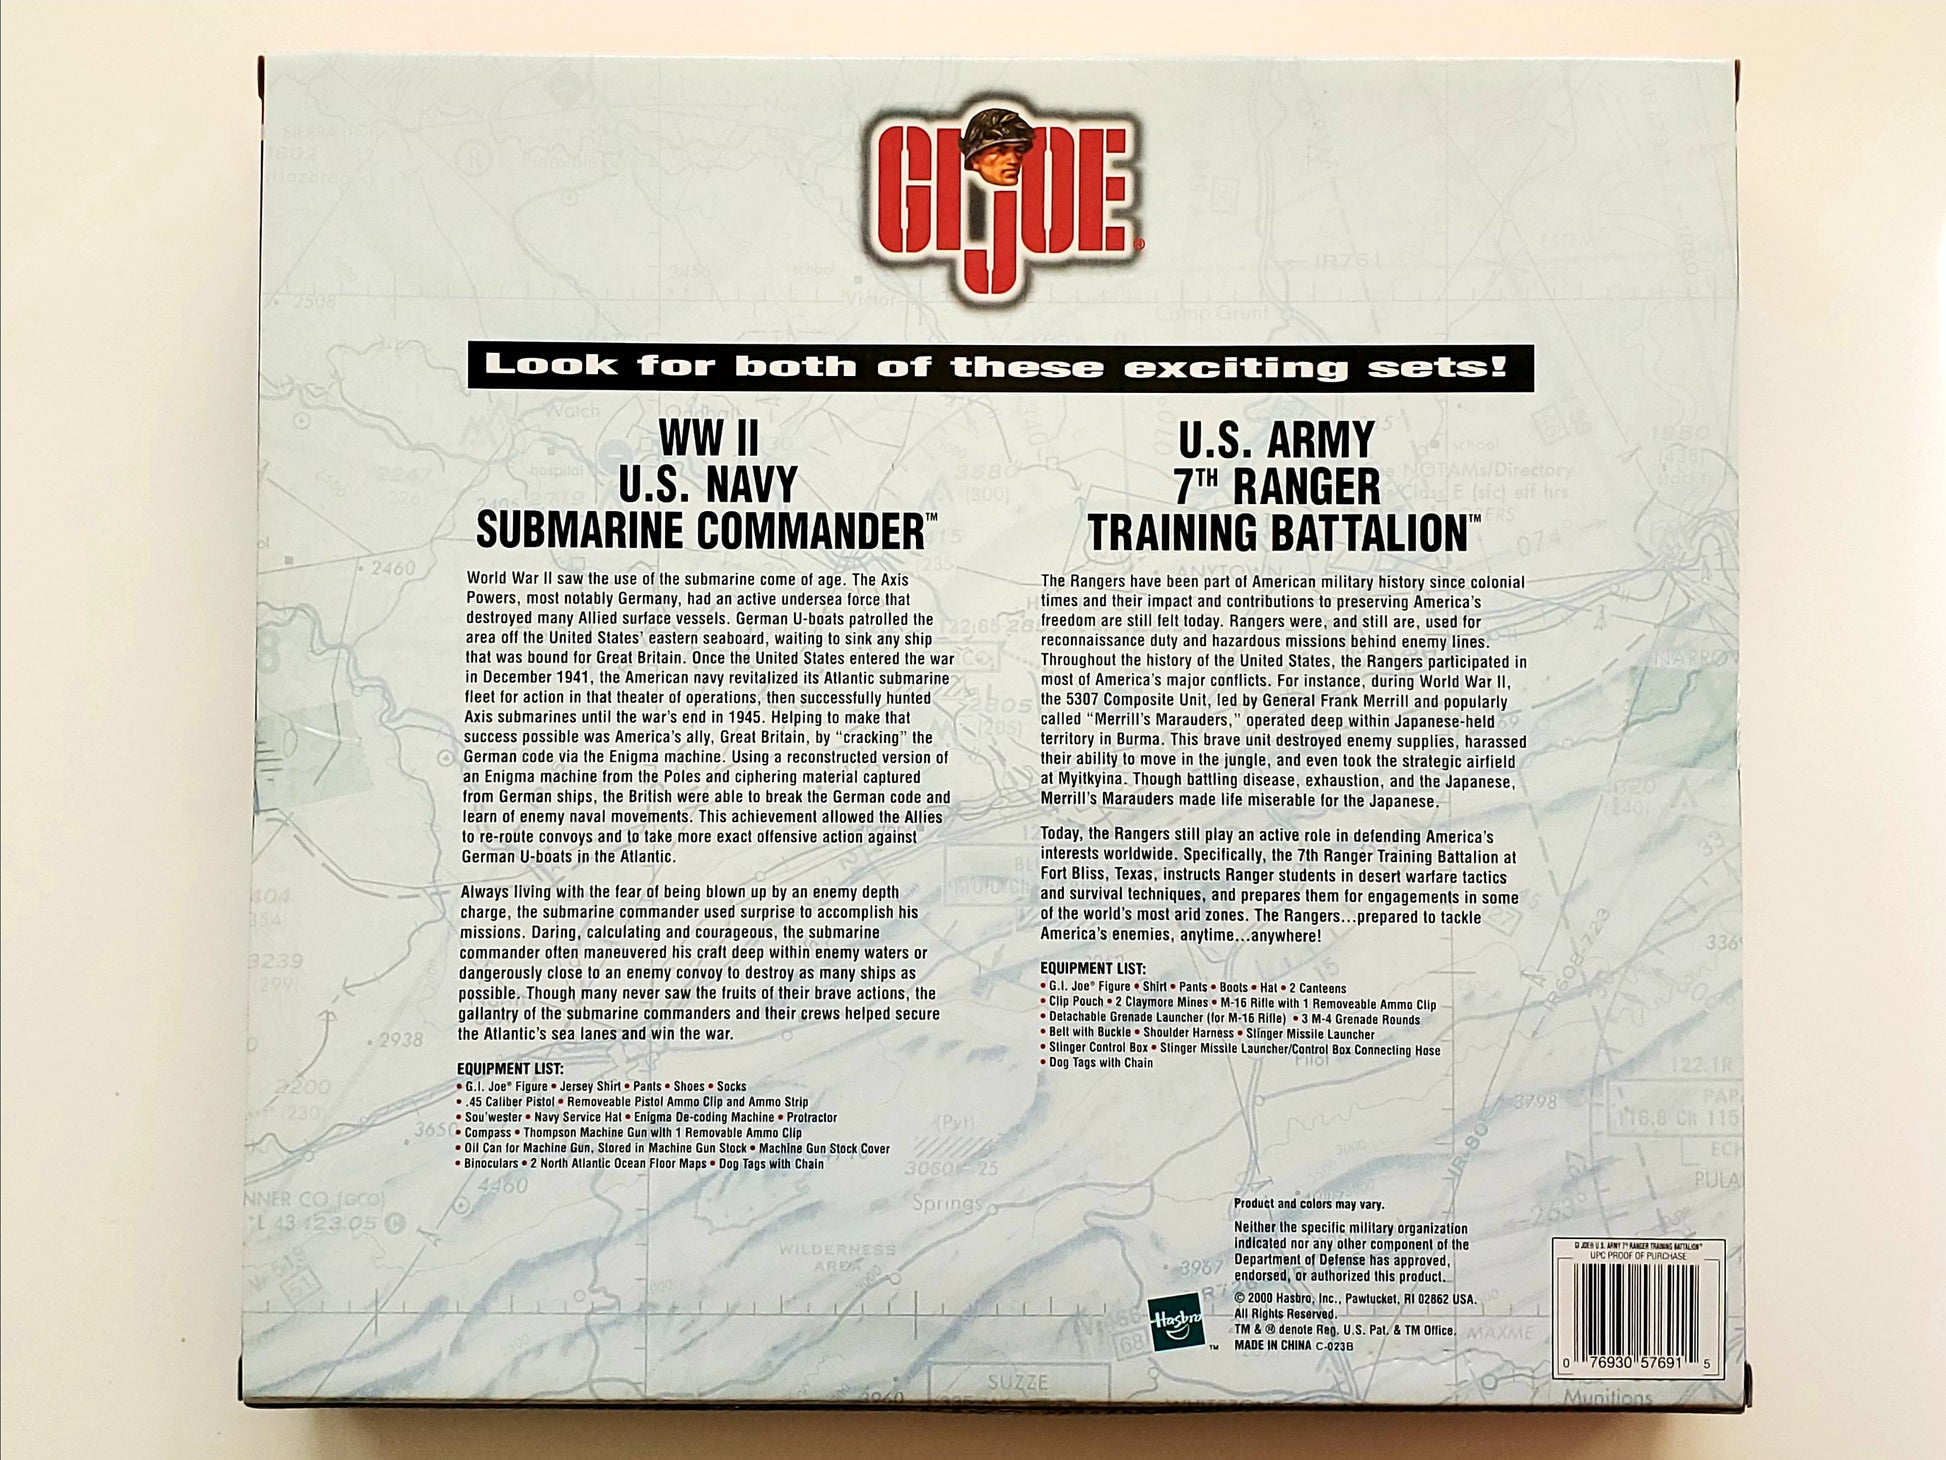 GI JOE®
Look for both of these exciting sets!
WW II
U.S. NAVY
SUBMARINE COMMANDER™
World War II saw the use of the submarine come of age. The Axis
Powers, most notably Germany, had an active undersea force that
destroyed many Allied surface vessels. German U-boats patrolled the
area off the United States' eastern seaboard, waiting to sink any ship
that was bound for Great Britain. Once the United States entered the war
in December 1941, the American navy revitalized its Atlantic submarine
fleet for action in that theater of operations, then successfully hunted
Axis submarines until the war's end in 1945. Helping to make that
success possible was America's ally, Great Britain, by "cracking" the
German code via the Enigma machine. Using a reconstructed version of
an Enigma machine from the Poles and ciphering material captured
from German ships, the British were able to break the German code and
learn of enemy naval movements. This achievement allowed the Allies
to re-route convoys and to take more exact offensive action against
German U-boats in the Atlantic.
Always living with the fear of being blown up by an enemy depth
charge, the submarine commander used surprise to accomplish his
missions. Daring, calculating and courageous, the submarine
commander often maneuvered his craft deep within enemy waters or
dangerously close to an enemy convoy to destroy as many ships as
possible. Though many never saw the fruits of their brave actions, the
gallantry of the submarine commanders and their crews helped secure
the Atlantic's sea lanes and win the war.
EQUIPMENT LIST:
• G.I. Joe® Figure • Jersey Shirt • Pants • Shoes • Socks
• .45 Caliber Pistol • Removeable Pistol Ammo Clip and Ammo Strip
• Sou'wester • Navy Service Hat • Enigma De-coding Machine • Protractor
• Compass • Thompson Machine Gun with 1 Removable Ammo Clip
• Oil Can for Machine Gun, Stored in Machine Gun Stock • Machine Gun Stock Cover
• Binoculars • 2 North Atlantic Ocean Floor Maps • Dog Tags with Chain
U.S. ARMY
7TH RANGER
TRAINING BATTALION™
The Rangers have been part of American military history since colonial
times and their impact and contributions to preserving America's
freedom are still felt today. Rangers were, and still are, used for
reconnaissance duty and hazardous missions behind enemy lines.
Throughout the history of the United States, the Rangers participated in
most of America's major conflicts. For instance, during World War II,
the 5307 Composite Unit, led by General Frank Merrill and popularly
called "Merrill's Marauders," operated deep within Japanese-held
territory in Burma. This brave unit destroyed enemy supplies, harassed
their ability to move in the jungle, and even took the strategic airfield
at Myitkyina. Though battling disease, exhaustion, and the Japanese,
Merrill's Marauders made life miserable for the Japanese.
Today, the Rangers still play an active role in defending America's
interests worldwide. Specifically, the 7th Ranger Training Battalion at
Fort Bliss, Texas, instructs Ranger students in desert warfare tactics
and survival techniques, and prepares them for engagements in some
of the world's most arid zones. The Rangers...prepared to tackle
America's enemies, anytime...anywhere!
EQUIPMENT LIST:
• G.I. Joe® Figure • Shirt • Pants • Boots • Hat • 2 Canteens
• Clip Pouch • 2 Claymore Mines • M-16 Rifle with 1 Removeable Ammo Clip
• Detachable Grenade Launcher (for M-16 Rifle) • 3 M-4 Grenade Rounds
• Belt with Buckle • Shoulder Harness • Stinger Missile Launcher
• Stinger Control Box • Stinger Missile Launcher/Control Box Connecting Hose
• Dog Tags with Chain
Product and colors may vary.
Neither the specific military organization
indicated nor any other component of the
Department of Defense has approved,
endorsed, or authorized this product.
© 2000 Hasbro, Inc., Pawtucket, RI 02862 USA.
All Rights Reserved.
TM & ® denote Reg. U.S. Pat. & TM Office.
MADE IN CHINA C-023B
Hasbro™
GI JOE® U.S. ARMY 7TH RANGER TRAINING BATTALION™
UPC PROOF OF PURCHASE
0 76930 57691 5